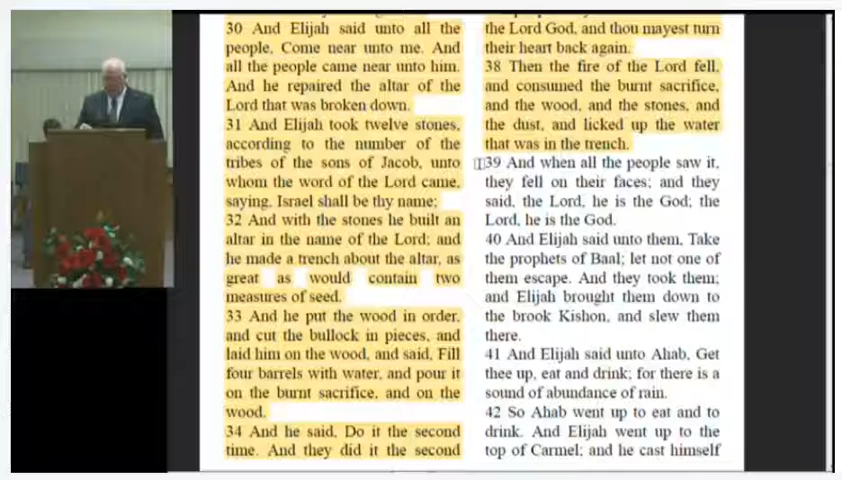 30 And Elijah said unto all the
people, Come near unto me. And
all the people came near unto him.
And he repaired the altar of the
Lord that was broken down.
31 And Elijah took twelve stones,
according to the number of the
tribes of the sons of Jacob, unto
whom the word of the Lord came,
saying, Israel shall be thy name;
32 And with the stones he built an
altar in the name of the Lord; and
he made a trench about the altar, as
great as would contain two
measures of seed.
33 And he put the wood in order,
and cut the bullock in pieces, and
laid him on the wood, and said, Fill
four barrels with water, and pour it
on the burnt sacrifice, and on the
wood.
34 And he said, Do it the second
time. And they did it the second
the Lord God, and thou mayest turn
their heart back again.
38 Then the fire of the Lord fell,
and consumed the burnt sacrifice,
and the wood, and the stones, and
the dust, and licked up the water
that was in the trench.
39 And when all the people saw it,
they fell on their faces; and they
said, the Lord, he is the God; the
Lord, he is the God.
40 And Elijah said unto them, Take
the prophets of Baal; let not one of
them escape. And they took them;
and Elijah brought them down to
the brook Kishon, and slew them
there.
41 And Elijah said unto Ahab, Get
thee up, eat and drink; for there is a
sound of abundance of rain.
42 So Ahab went up to eat and to
drink. And Elijah went up to the
top of Carmel; and he cast himself